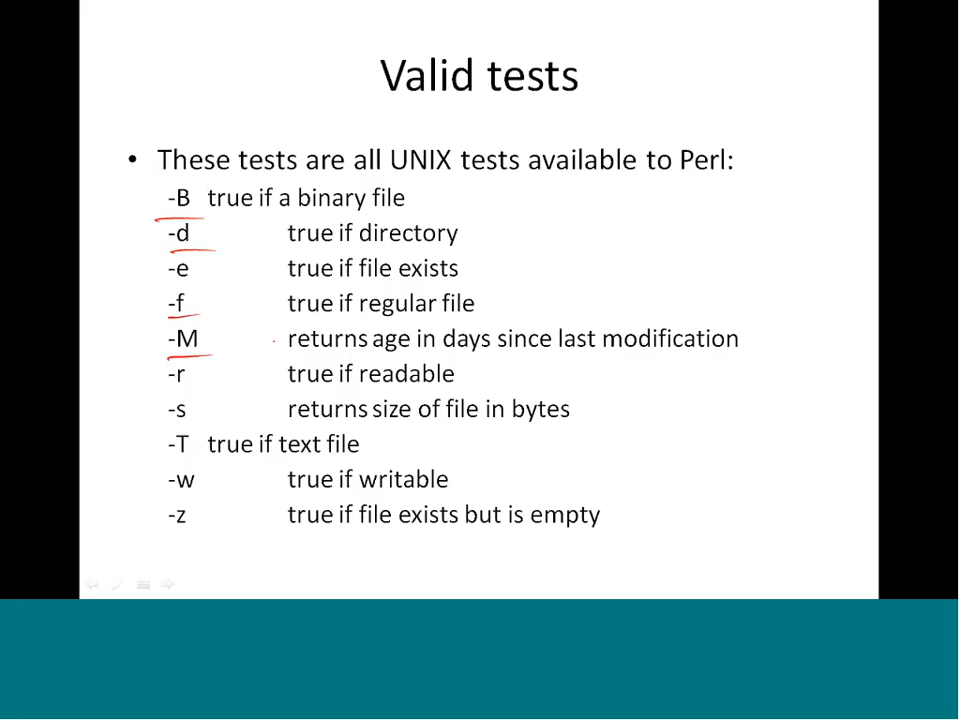 Valid tests
• These tests are all UNIX tests available to Perl:
-B true if a binary file
-d true if directory
-e true if file exists
-f true if regular file
-M returns age in days since last modification
-r true if readable
-s returns size of file in bytes
-T true if text file
-w true if writable
-z true if file exists but is empty